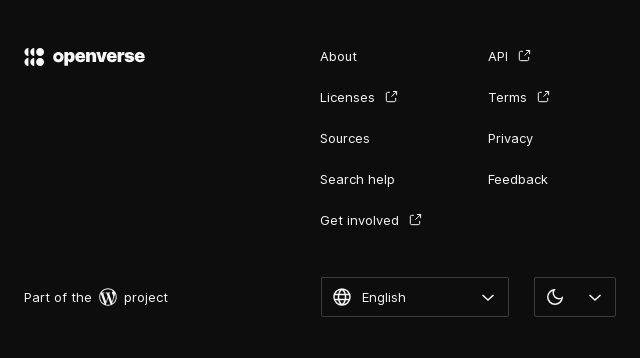 openverse
About
Licenses
Sources
Search help
Get involved
API
Terms
Privacy
Feedback
Part of the project
English